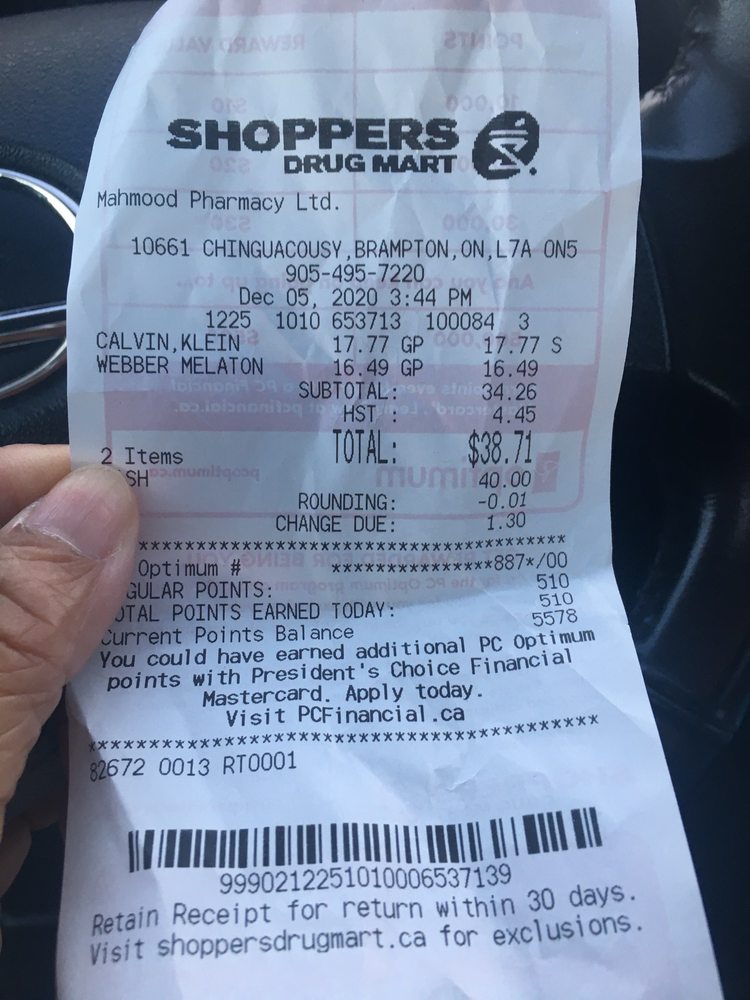 SHOPPERS
DRUG MART
Mahmood Pharmacy Ltd.
10661 CHINGUACOUSY,BRAMPTON,ON,L7A ON5
905-495-7220
Dec 05, 2020 3:44 PM
1225 1010 653713 100084 3
CALVIN,KLEIN 17.77 GP 17.77 S
WEBBER MELATON 16.49 GP 16.49
SUBTOTAL: 34.26
HST : 4.45
2 Items TOTAL: $38.71
SH 40.00
ROUNDING: -0.01
CHANGE DUE: 1.30
****************************************
Optimum # ***************887*/00
GULAR POINTS: 510
OTAL POINTS EARNED TODAY: 510
Current Points Balance 5578
You could have earned additional PC Optimum
points with President's Choice Financial
Mastercard. Apply today.
Visit PCFinancial.ca
******************************************
82672 0013 RT0001
9990212251010006537139
Retain Receipt for return within 30 days.
Visit shoppersdrugmart.ca for exclusions.